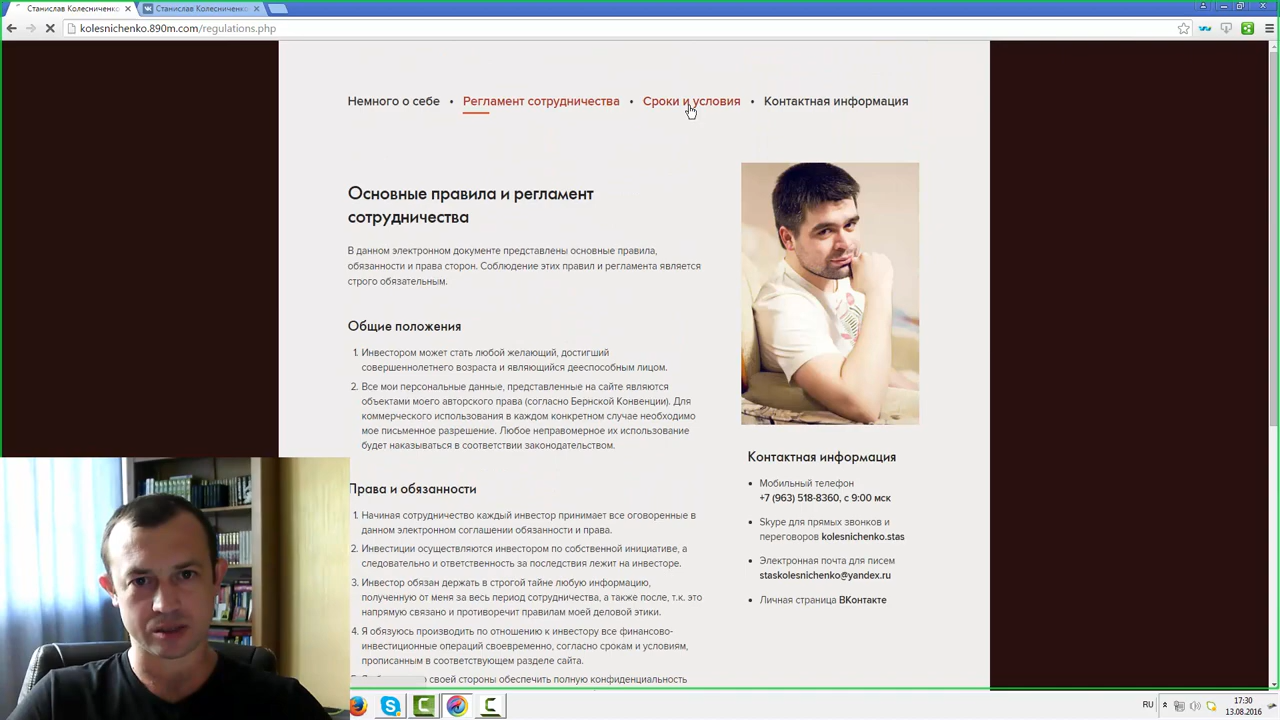 Станислав Колесниченко
Станислав Колесниченко
kolesnichenko.890m.com/regulations.php
Немного о себе • Регламент сотрудничества • Сроки и условия • Контактная информация
Основные правила и регламент
сотрудничества
В данном электронном документе представлены основные правила,
обязанности и права сторон. Соблюдение этих правил и регламента является
строго обязательным.
Общие положения
1. Инвестором может стать любой желающий, достигший
совершеннолетнего возраста и являющийся дееспособным лицом.
2. Все мои персональные данные, представленные на сайте являются
объектами моего авторского права (согласно Бернской Конвенции). Для
коммерческого использования в каждом конкретном случае необходимо
мое письменное разрешение. Любое неправомерное их использование
будет наказываться в соответствии законодательством.
Права и обязанности
1. Начиная сотрудничество каждый инвестор принимает все оговоренные в
данном электронном соглашении обязанности и права.
2. Инвестиции осуществляются инвестором по собственной инициативе, а
следовательно и ответственность за последствия лежит на инвесторе.
3. Инвестор обязан держать в строгой тайне любую информацию,
полученную от меня за весь период сотрудничества, а также после, т.к. это
напрямую связано и противоречит правилам моей деловой этики.
4. Я обязуюсь производить по отношению к инвестору все финансово-
инвестиционные операций своевременно, согласно срокам и условиям,
прописанным в соответствующем разделе сайта.
своей стороны обеспечить полную конфиденциальность
Контактная информация
• Мобильный телефон
+7 (963) 518-8360, с 9:00 мск
• Skype для прямых звонков и
переговоров kolesnichenko.stas
• Электронная почта для писем
staskolesnichenko@yandex.ru
• Личная страница ВКонтакте
RU
17:30
13.08.2016